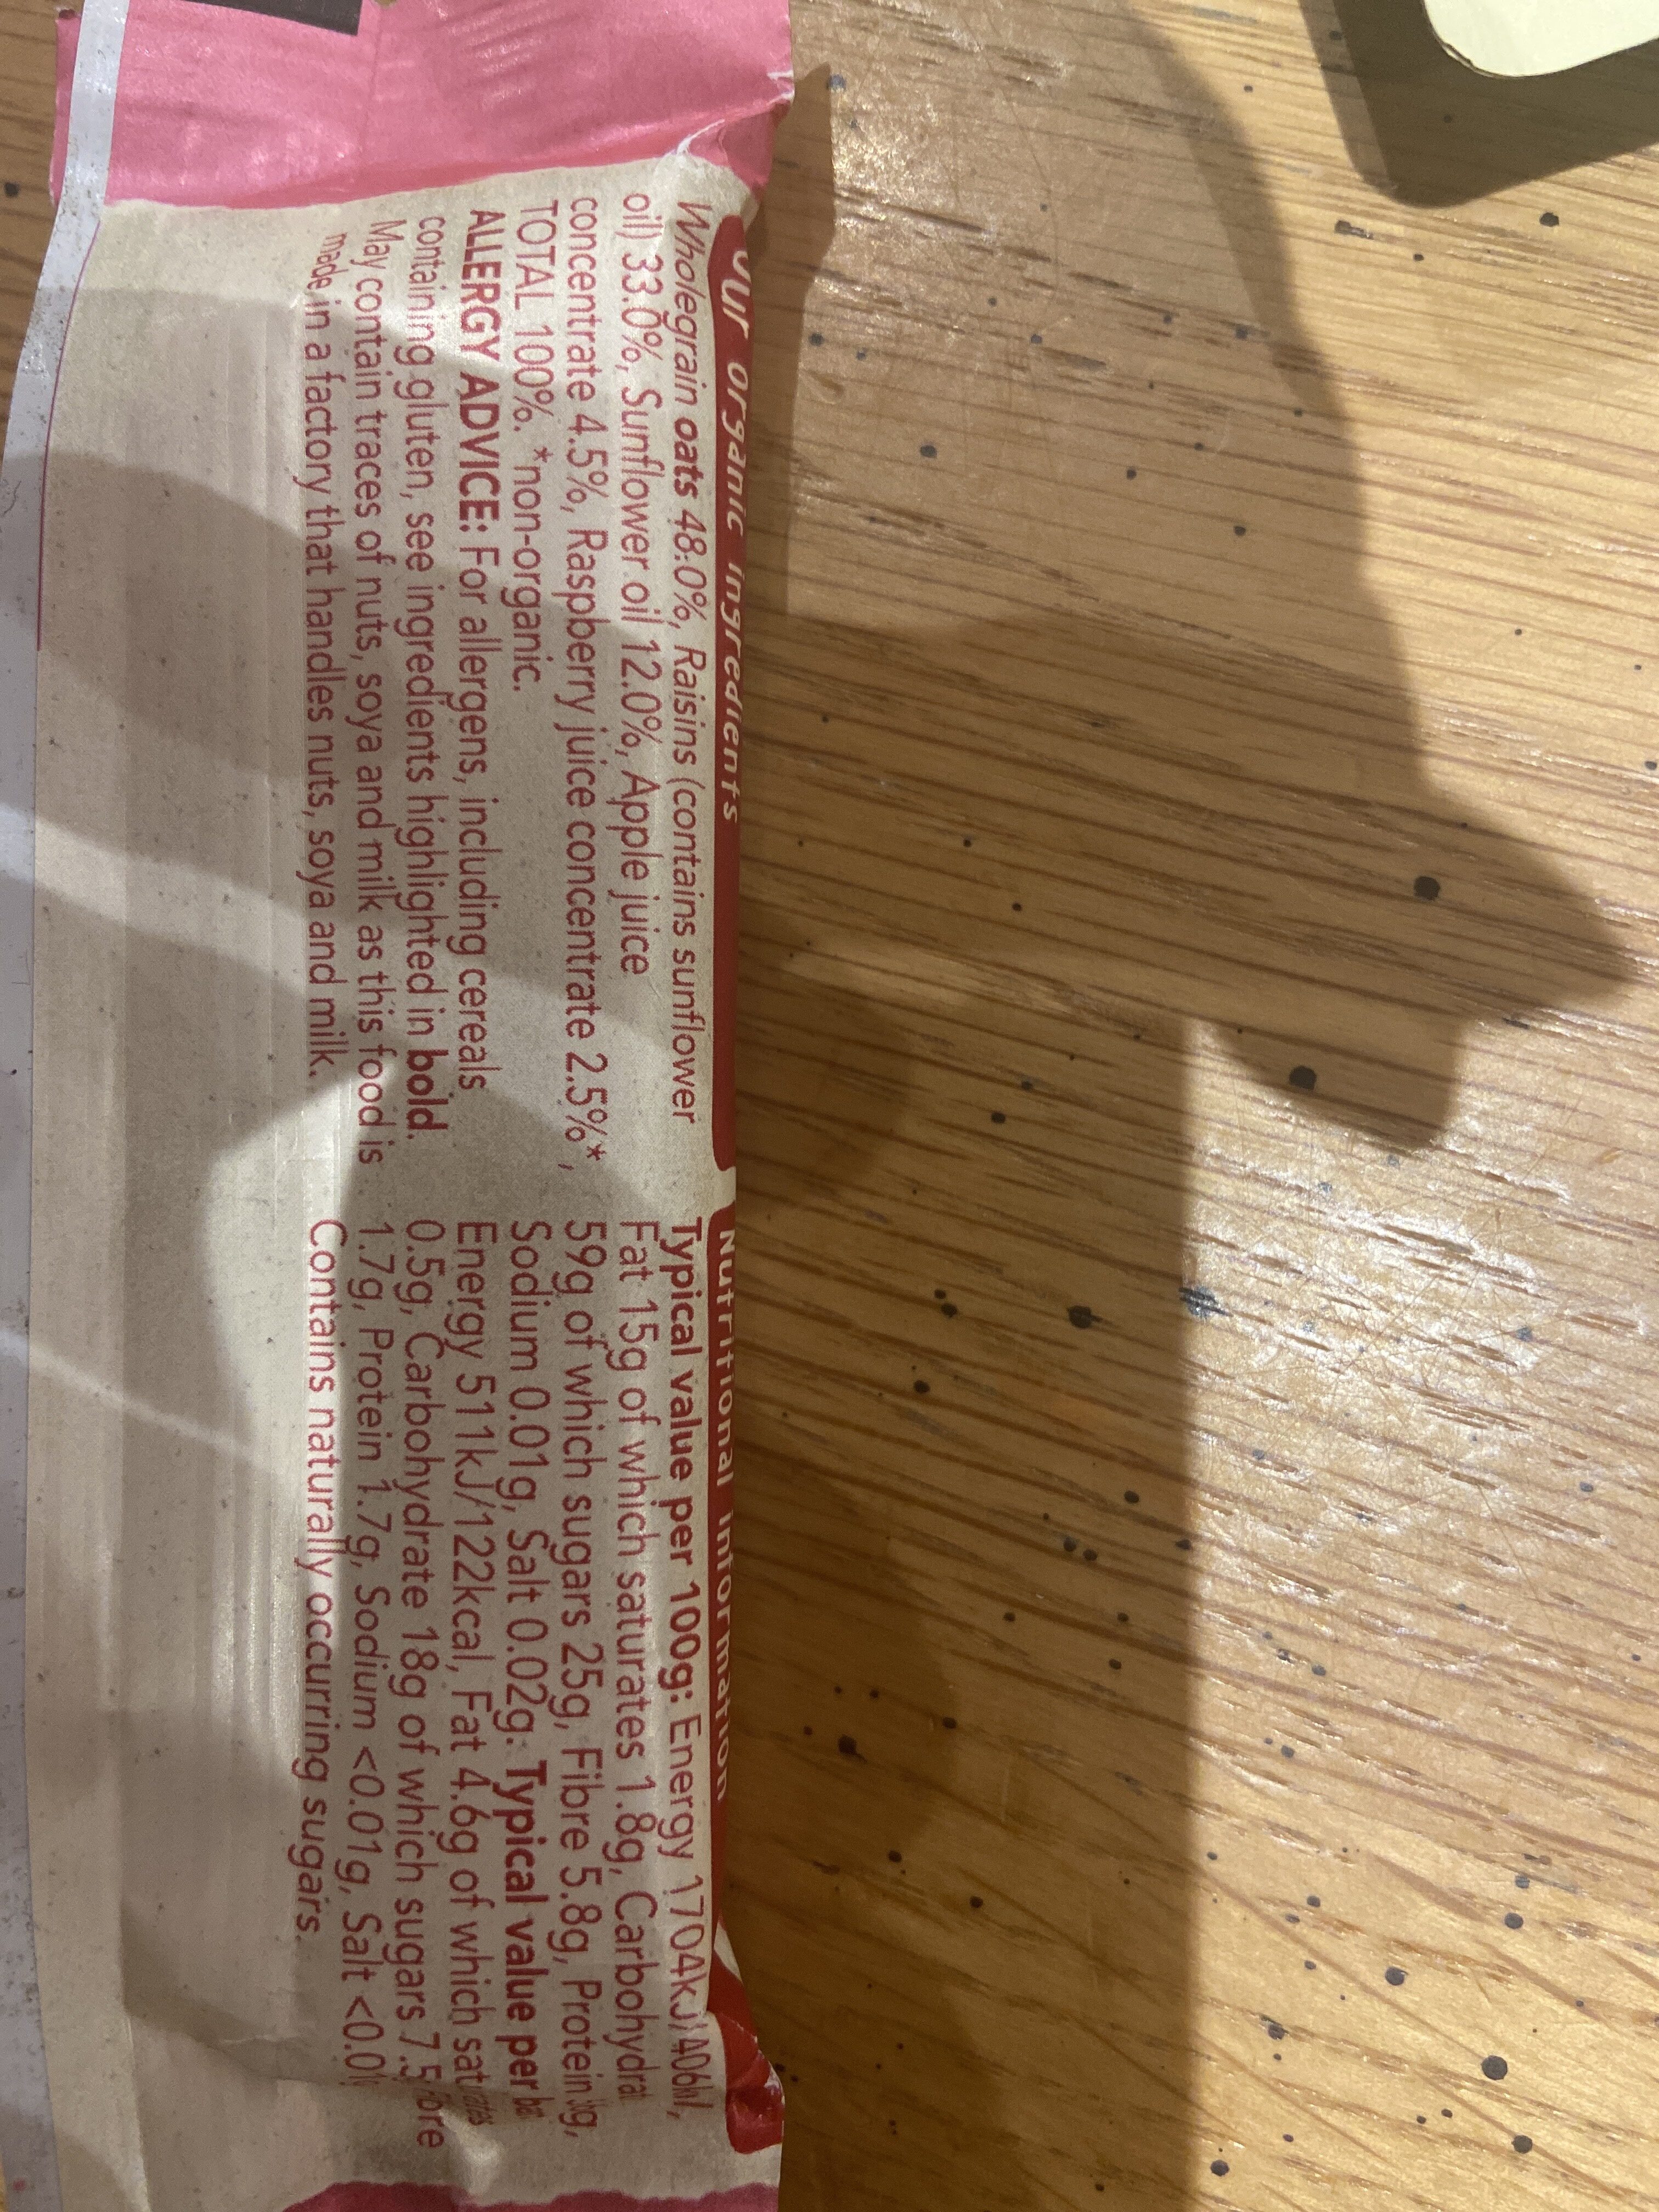 Our organic ingredients
Wholegrain oats 48.0%, Raisins (contains sunflower
oil) 33.0%, Sunflower oil 12.0%, Apple juice
concentrate 4.5%, Raspberry juice concentrate 2.5%*,
TOTAL 100%. *non-organic.
ALLERGY ADVICE: For allergens, including cereals
containing gluten, see ingredients highlighted in bold.
May contain traces of nuts, soya and milk as this food is
made in a factory that handles nuts, soya and milk.
Nutritional information
Typical value per 100g: Energy 1704kJ/406
Fat 15g of which saturates 1.8g, Carbohydra
59g of which sugars 25g, Fibre 5.8g, Protein
Sodium 0.01g, Salt 0.02g. Typical value per
Energy 511kJ/122kcal, Fat 4.6g of which sat
0.5g, Carbohydrate 18g of which sugars 7.5
1.7g, Protein 1.7g, Sodium <0.01g, Salt <0.0
Contains naturally occurring sugars.